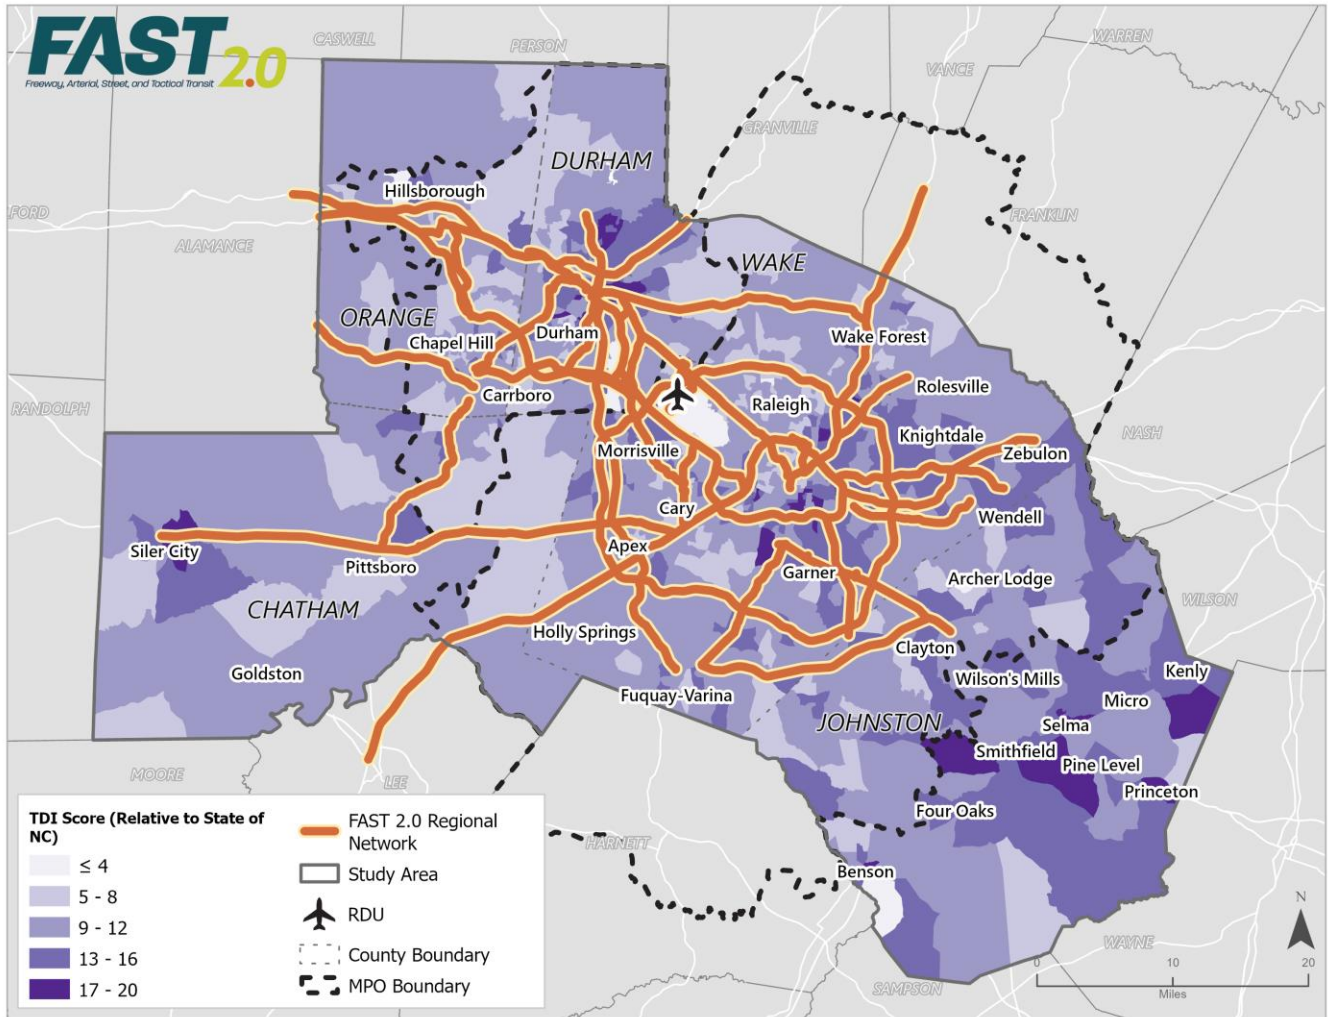 FAST 2.0
Freeway, Arterial, Street, and Tactical Transit
CASWELL
PERSON
WARREN
VANCE
GRANVILLE
DURHAM
Hillsborough
FORD
FRANKLIN
ALAMANCE
WAKE
ORANGE
Chapel Hill
Durham
Wake Forest
Rolesville
Carrboro
Raleigh
RANDOLPH
Knightdale
NASH
Morrisville
Zebulon
Cary
Wendell
Siler City
Apex
Pittsboro
Garner
Archer Lodge
CHATHAM
WILSON
Holly Springs
Clayton
Goldston
Wilson's Mills
Kenly
Fuquay-Varina
Micro
JOHNSTON
Selma
Smithfield
Pine Level
MOORE
LEE
Princeton
Four Oaks
HARNETT
Benson
WAYNE
SAMPSON
TDI Score (Relative to State of
NC)
≤ 4
5 - 8
9 - 12
13 - 16
17 - 20
FAST 2.0 Regional
Network
Study Area
RDU
County Boundary
MPO Boundary
N
0 10 20
Miles